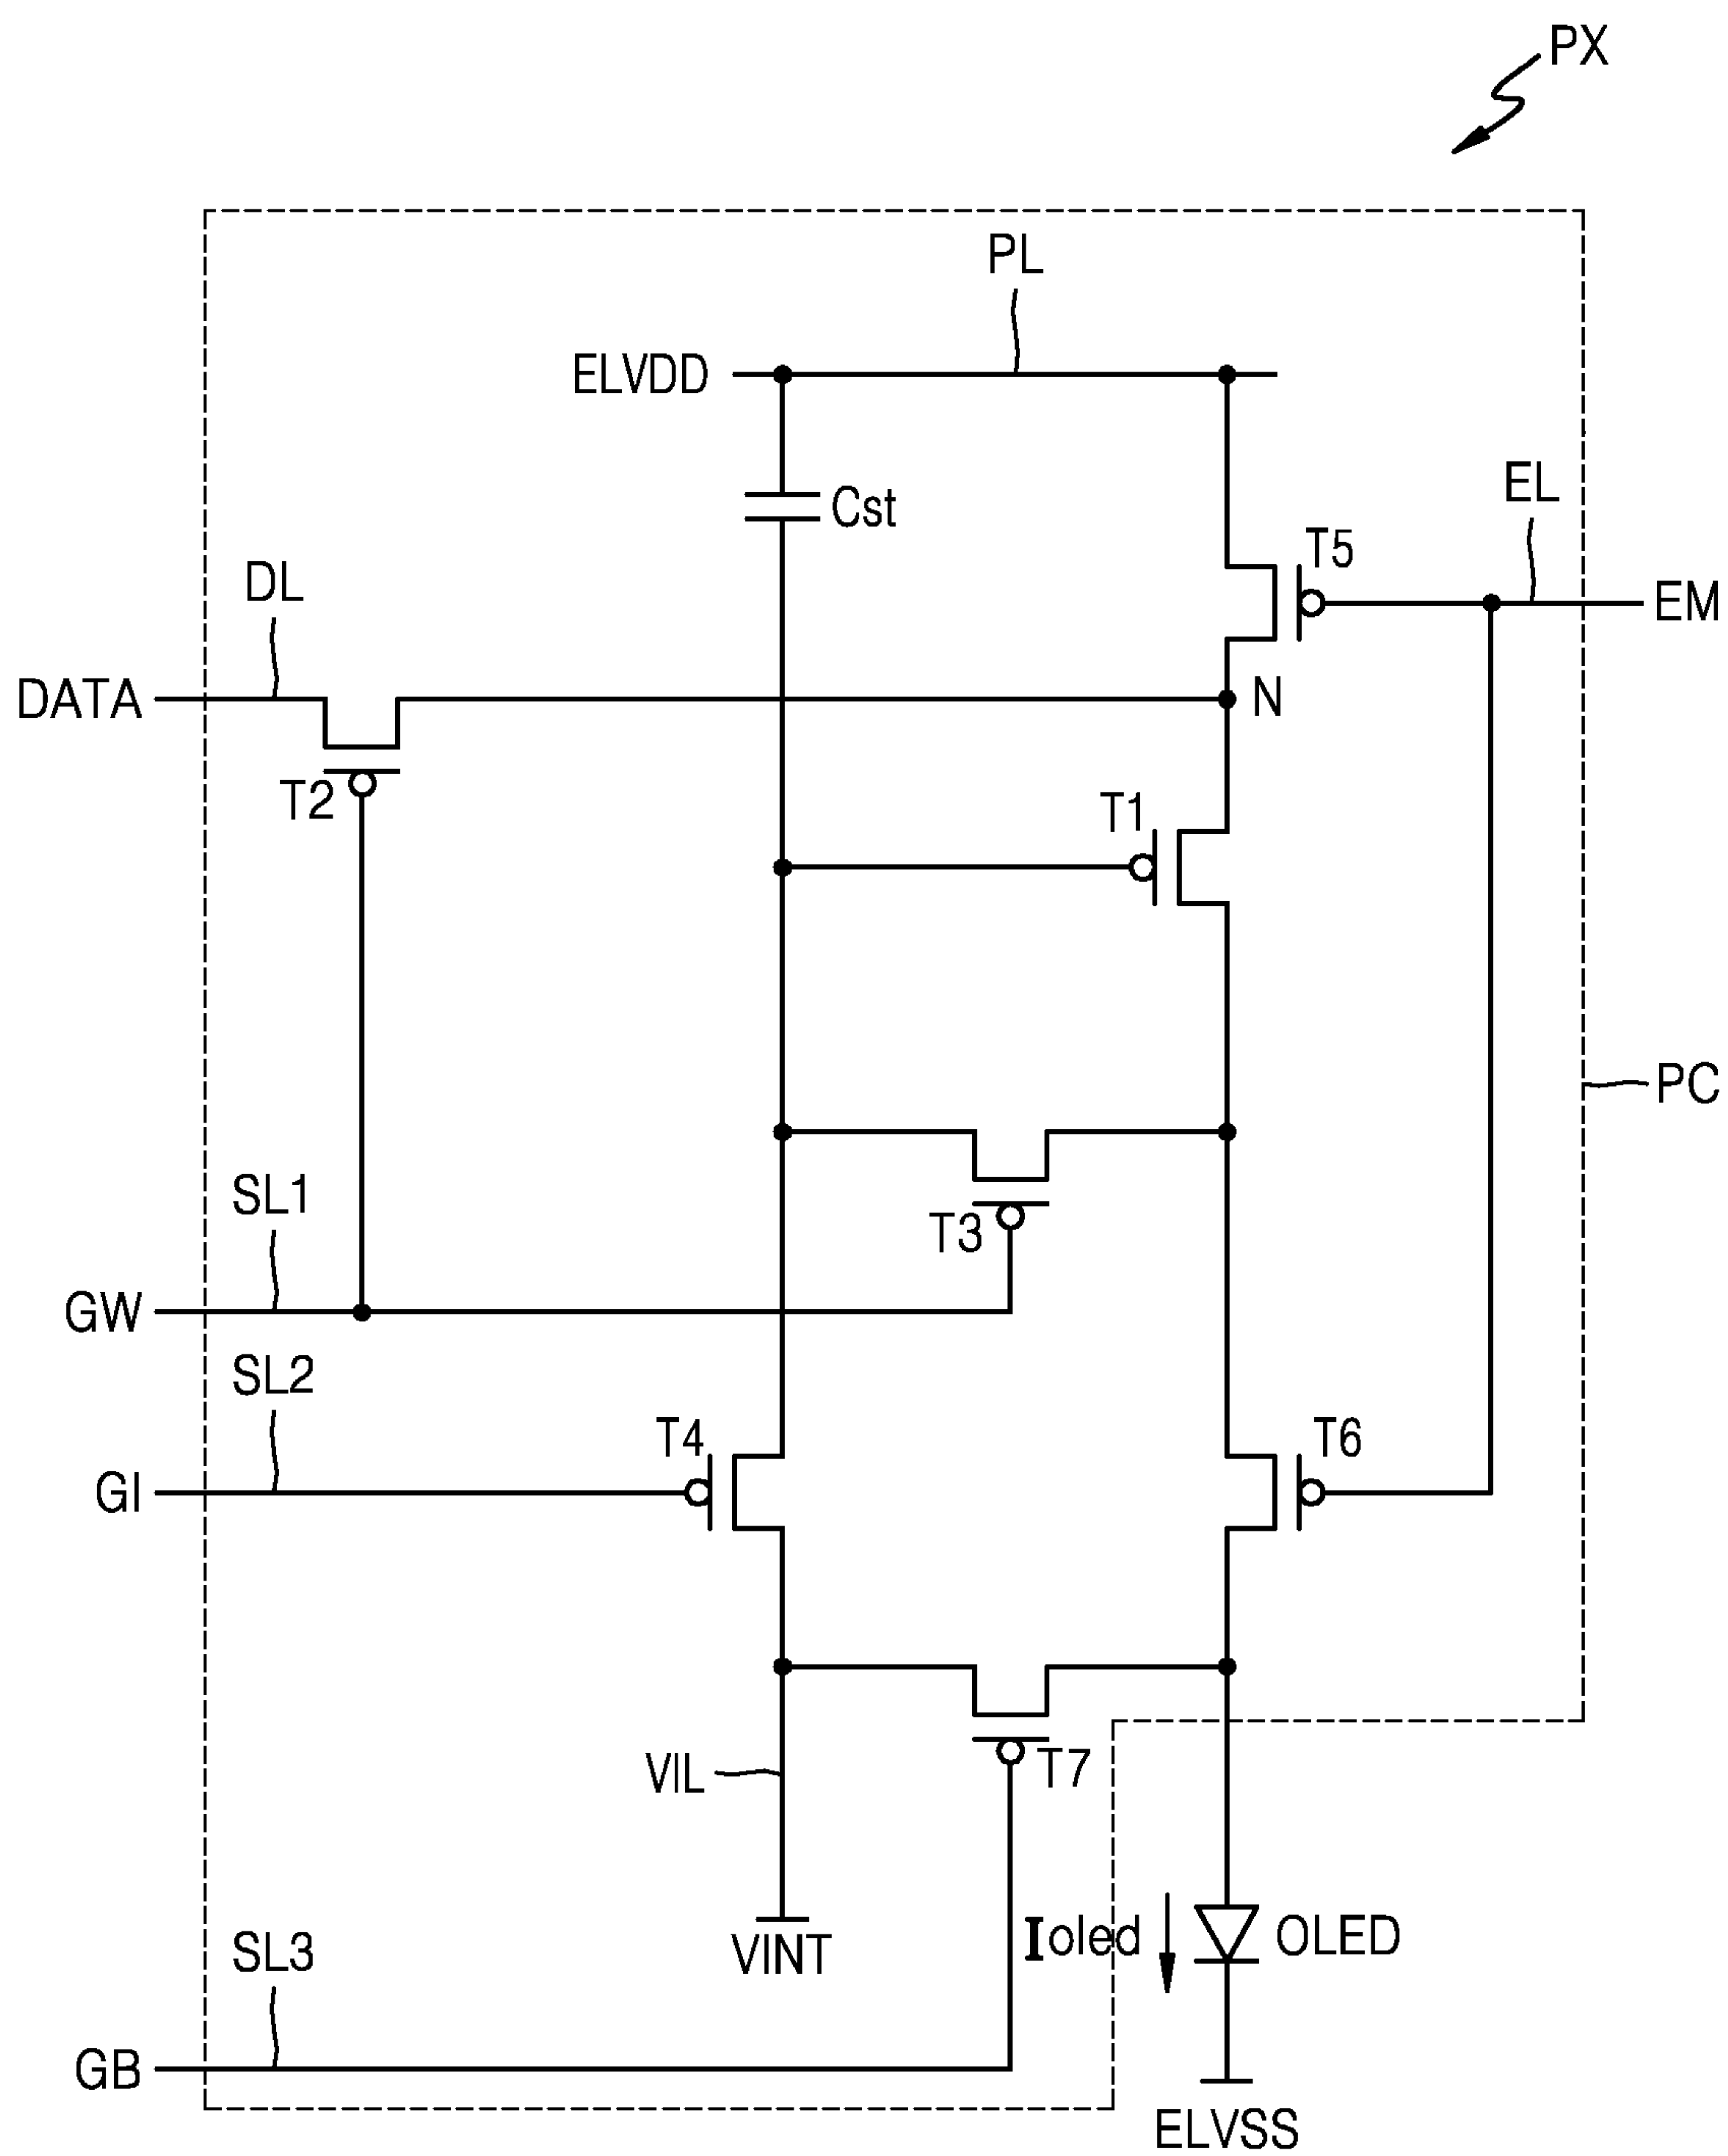 PX
PL
ELVDD
Cst
EL
T5
DL
EM
DATA
N
T2
T1
PC
SL1
T3
GW
SL2
T4
T6
GI
VIL
T7
Ioled
OLED
VINT
SL3
GB
ELVSS